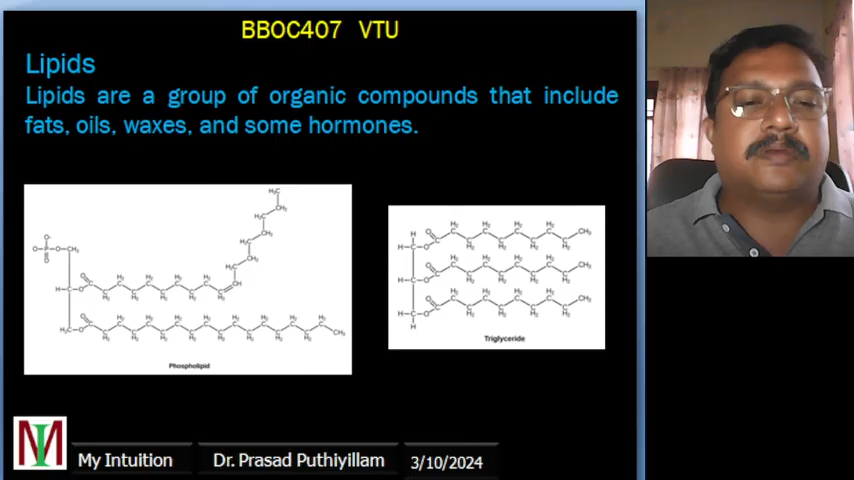 BBOC407 VTU
Lipids
Lipids are a group of organic compounds that include
fats, oils, waxes, and some hormones.
Phospholipid
Triglyceride
My Intuition
Dr. Prasad Puthiyillam
3/10/2024